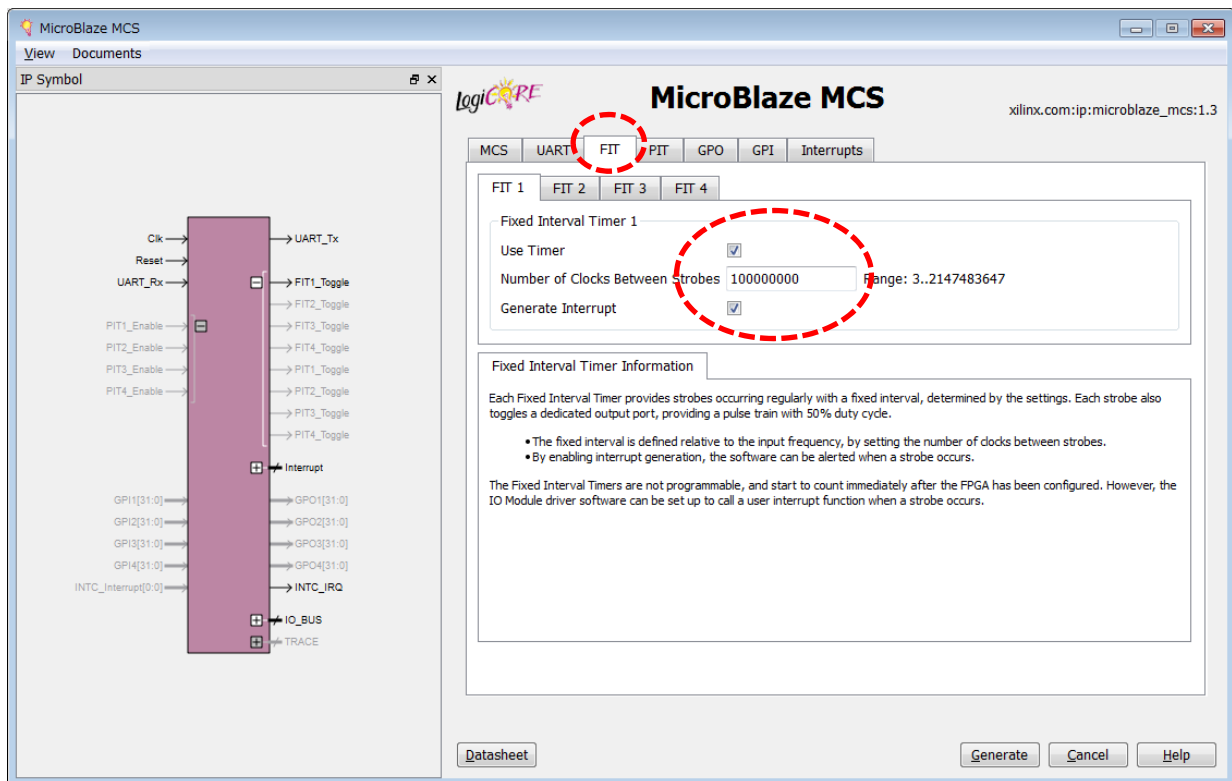 MicroBlaze MCS
View Documents
IP Symbol
Clk
Reset
UART_Rx
PIT1_Enable
PIT2_Enable
PIT3_Enable
PIT4_Enable
GPI1[31:0]
GPI2[31:0]
GPI3[31:0]
GPI4[31:0]
INTC_Interrupt[0:0]
UART_Tx
FIT1_Toggle
FIT2_Toggle
FIT3_Toggle
FIT4_Toggle
PIT1_Toggle
PIT2_Toggle
PIT3_Toggle
PIT4_Toggle
Interrupt
GPO1[31:0]
GPO2[31:0]
GPO3[31:0]
GPO4[31:0]
INTC_IRQ
IO_BUS
TRACE
LogiCORE
MicroBlaze MCS
xilinx.com:ip:microblaze_mcs:1.3
MCS UART FIT PIT GPO GPI Interrupts
FIT 1 FIT 2 FIT 3 FIT 4
Fixed Interval Timer 1
Use Timer
Number of Clocks Between Strobes 100000000 Range: 3..2147483647
Generate Interrupt
Fixed Interval Timer Information
Each Fixed Interval Timer provides strobes occurring regularly with a fixed interval, determined by the settings. Each strobe also
toggles a dedicated output port, providing a pulse train with 50% duty cycle.
•The fixed interval is defined relative to the input frequency, by setting the number of clocks between strobes.
•By enabling interrupt generation, the software can be alerted when a strobe occurs.
The Fixed Interval Timers are not programmable, and start to count immediately after the FPGA has been configured. However, the
IO Module driver software can be set up to call a user interrupt function when a strobe occurs.
Datasheet Generate Cancel Help